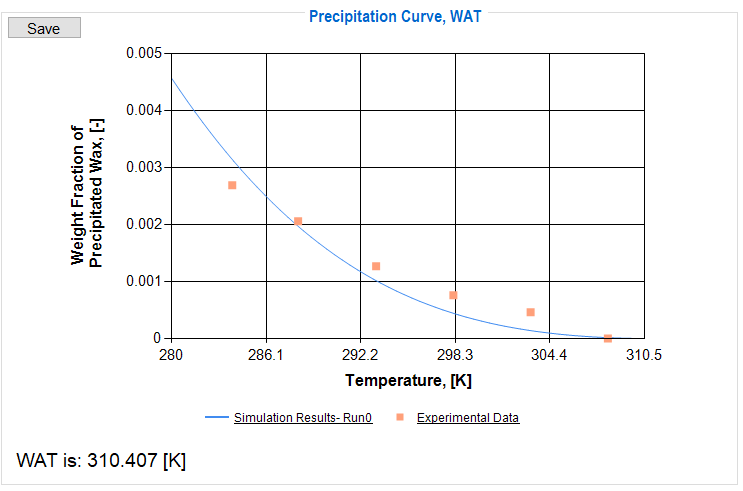 Precipitation Curve, WAT
Save
0.005
0.004
0.003
0.002
0.001
0
Weight Fraction of
Precipitated Wax, [-]
280 286.1 292.2 298.3 304.4 310.5
Temperature, [K]
Simulation Results- Run0 Experimental Data
WAT is: 310.407 [K]